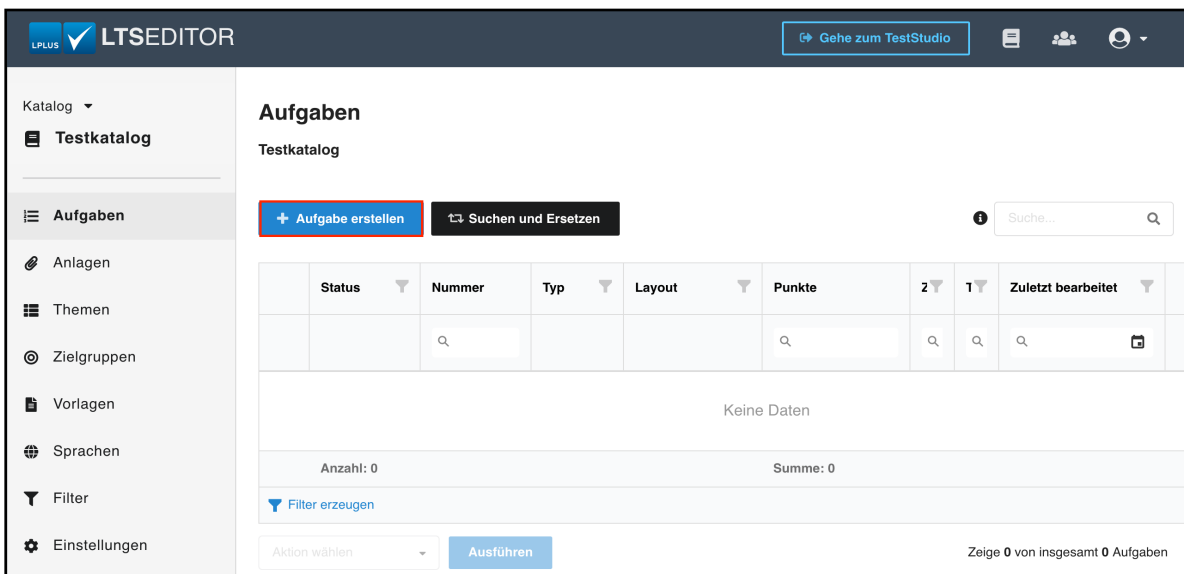 LPLUS LTSEDITOR
Gehe zum TestStudio
Katalog
Testkatalog
Aufgaben
Anlagen
Themen
Zielgruppen
Vorlagen
Sprachen
Filter
Einstellungen
Aufgaben
Testkatalog
+ Aufgabe erstellen
Suchen und Ersetzen
Suche...
Status Nummer Typ Layout Punkte Zuletzt bearbeitet
Keine Daten
Anzahl: 0 Summe: 0
Filter erzeugen
Aktion wählen
Ausführen
Zeige 0 von insgesamt 0 Aufgaben